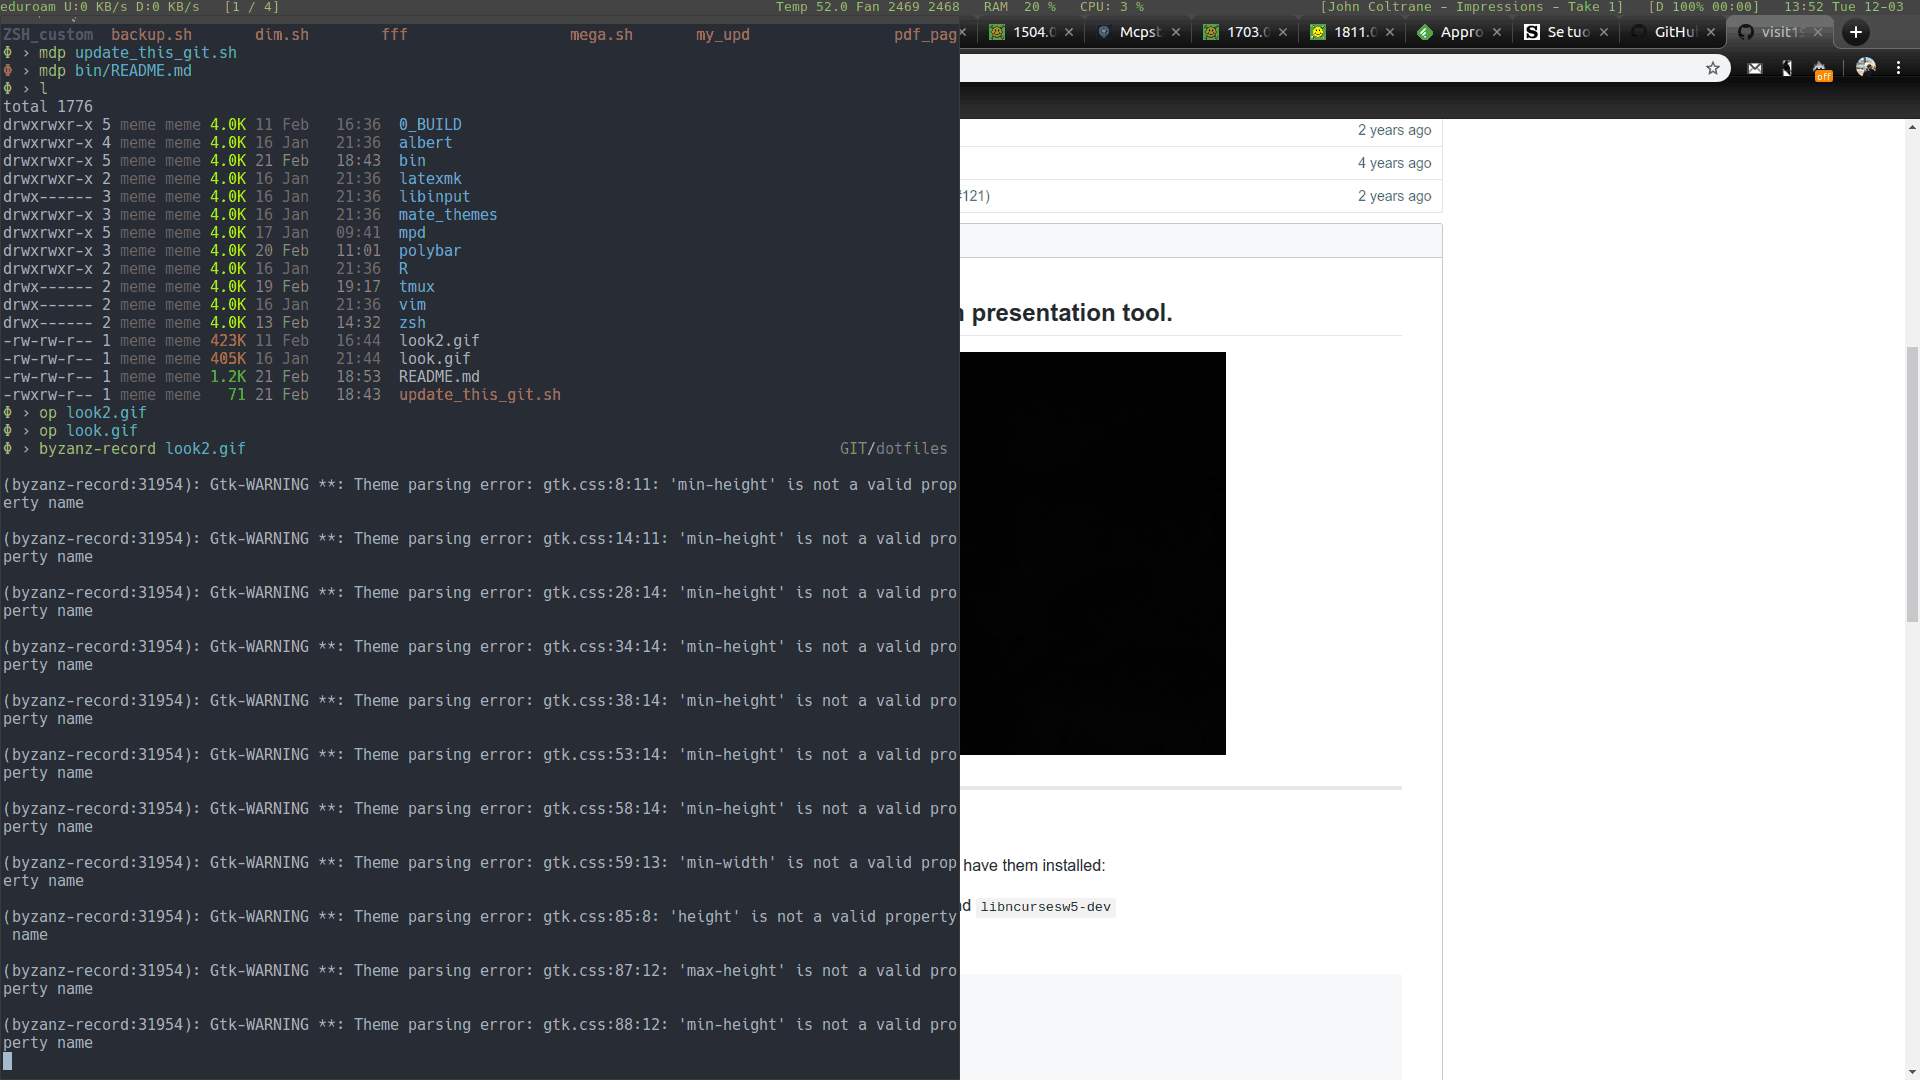 eduroam U:0 KB/s D:0 KB/s [1 / 4] Temp 52.0 Fan 2469 2468 RAM 20 % CPU: 3 % [John Coltrane - Impressions - Take 1] [D 100% 00:00] 13:52 Tue 12-03
ZSH_custom backup.sh dim.sh fff mega.sh my_upd pdf_pag
1504.0 Mcpst 1703.0 1811.0 Appro Se tuo GitHu visit1
Φ › mdp update_this_git.sh
Φ › mdp bin/README.md
off
Φ › l
total 1776
drwxrwxr-x 5 meme meme 4.0K 11 Feb 16:36 0_BUILD
drwxrwxr-x 4 meme meme 4.0K 16 Jan 21:36 albert
drwxrwxr-x 5 meme meme 4.0K 21 Feb 18:43 bin
drwxrwxr-x 2 meme meme 4.0K 16 Jan 21:36 latexmk
drwx------ 3 meme meme 4.0K 16 Jan 21:36 libinput
drwxrwxr-x 3 meme meme 4.0K 16 Jan 21:36 mate_themes
drwxrwxr-x 5 meme meme 4.0K 17 Jan 09:41 mpd
drwxrwxr-x 3 meme meme 4.0K 20 Feb 11:01 polybar
drwxrwxr-x 2 meme meme 4.0K 16 Jan 21:36 R
drwx------ 2 meme meme 4.0K 19 Feb 19:17 tmux
drwx------ 2 meme meme 4.0K 16 Jan 21:36 vim
drwx------ 2 meme meme 4.0K 13 Feb 14:32 zsh
-rw-rw-r-- 1 meme meme 423K 11 Feb 16:44 look2.gif
-rw-rw-r-- 1 meme meme 405K 16 Jan 21:44 look.gif
-rw-rw-r-- 1 meme meme 1.2K 21 Feb 18:53 README.md
-rwxrw-r-- 1 meme meme 71 21 Feb 18:43 update_this_git.sh
Φ › op look2.gif
Φ › op look.gif
Φ › byzanz-record look2.gif GIT/dotfiles
(byzanz-record:31954): Gtk-WARNING **: Theme parsing error: gtk.css:8:11: 'min-height' is not a valid prop
erty name
(byzanz-record:31954): Gtk-WARNING **: Theme parsing error: gtk.css:14:11: 'min-height' is not a valid pro
perty name
(byzanz-record:31954): Gtk-WARNING **: Theme parsing error: gtk.css:28:14: 'min-height' is not a valid pro
perty name
(byzanz-record:31954): Gtk-WARNING **: Theme parsing error: gtk.css:34:14: 'min-height' is not a valid pro
perty name
(byzanz-record:31954): Gtk-WARNING **: Theme parsing error: gtk.css:38:14: 'min-height' is not a valid pro
perty name
(byzanz-record:31954): Gtk-WARNING **: Theme parsing error: gtk.css:53:14: 'min-height' is not a valid pro
perty name
(byzanz-record:31954): Gtk-WARNING **: Theme parsing error: gtk.css:58:14: 'min-height' is not a valid pro
perty name
(byzanz-record:31954): Gtk-WARNING **: Theme parsing error: gtk.css:59:13: 'min-width' is not a valid prop
erty name
(byzanz-record:31954): Gtk-WARNING **: Theme parsing error: gtk.css:85:8: 'height' is not a valid property
name
(byzanz-record:31954): Gtk-WARNING **: Theme parsing error: gtk.css:87:12: 'max-height' is not a valid pro
perty name
(byzanz-record:31954): Gtk-WARNING **: Theme parsing error: gtk.css:88:12: 'min-height' is not a valid pro
perty name
2 years ago
4 years ago
#121) 2 years ago
presentation tool.
have them installed:
libncursesw5-dev